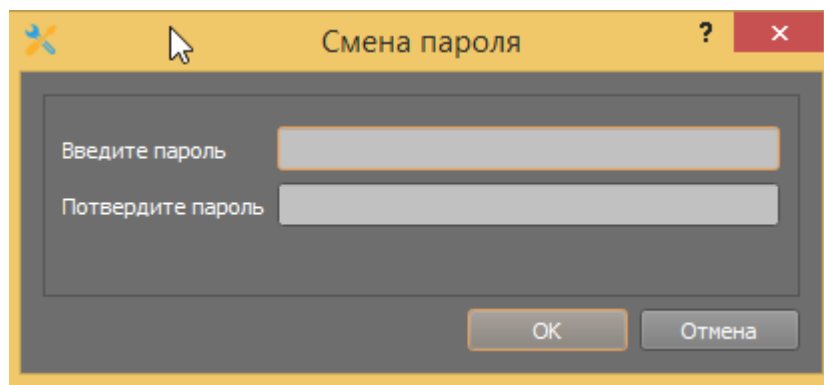 Смена пароля
?
Введите пароль
Потвердите пароль
OK
Отмена